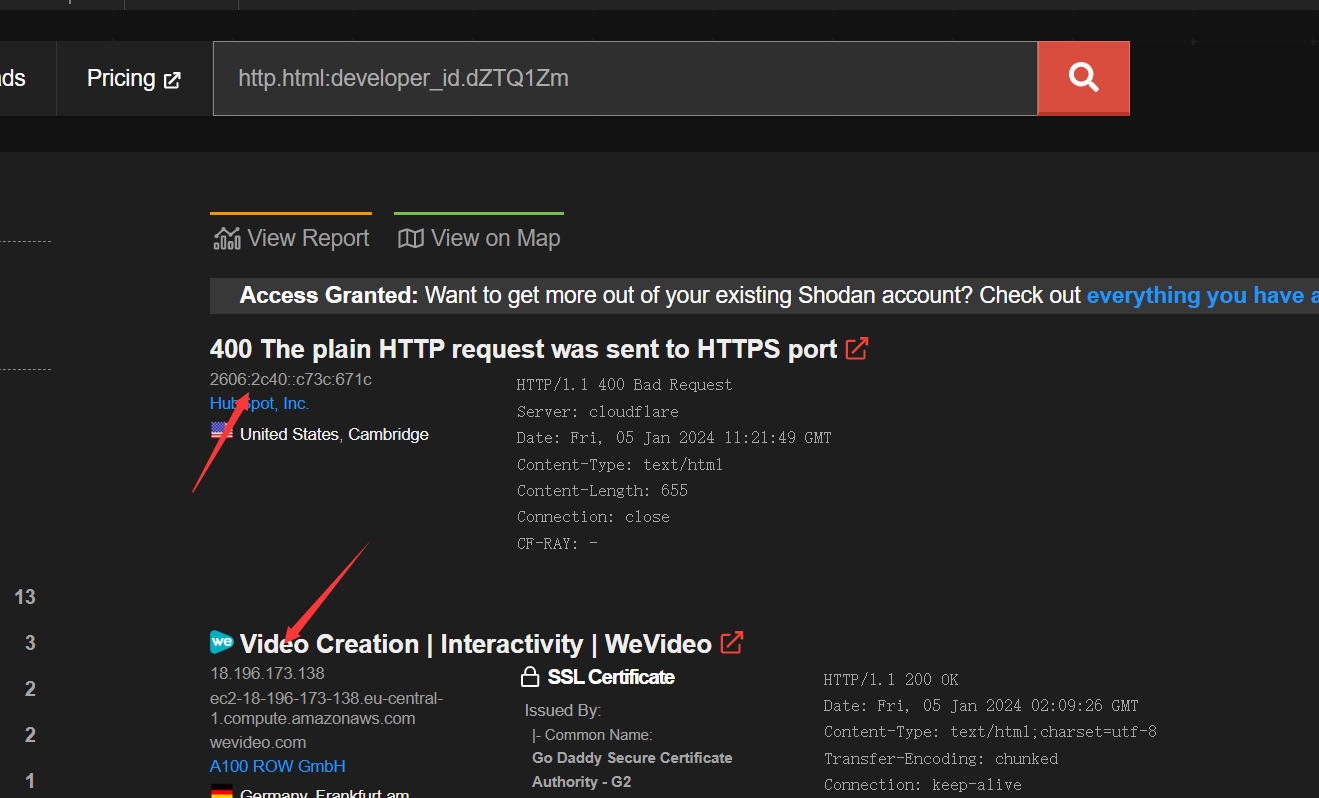 ds
Pricing
http.html:developer_id.dZTQ1Zm
View Report
View on Map
Access Granted: Want to get more out of your existing Shodan account? Check out everything you have a
400 The plain HTTP request was sent to HTTPS port
2606:2c40::c73c:671c
HubSpot, Inc.
United States, Cambridge
HTTP/1.1 400 Bad Request
Server: cloudflare
Date: Fri, 05 Jan 2024 11:21:49 GMT
Content-Type: text/html
Content-Length: 655
Connection: close
CF-RAY: -
13
3
2
2
1
we
Video Creation | Interactivity | WeVideo
18.196.173.138
ec2-18-196-173-138.eu-central-
1.compute.amazonaws.com
wevideo.com
A100 ROW GmbH
Germany, Frankfurt am
SSL Certificate
Issued By:
|- Common Name:
Go Daddy Secure Certificate
Authority - G2
HTTP/1.1 200 OK
Date: Fri, 05 Jan 2024 02:09:26 GMT
Content-Type: text/html;charset=utf-8
Transfer-Encoding: chunked
Connection: keep-alive